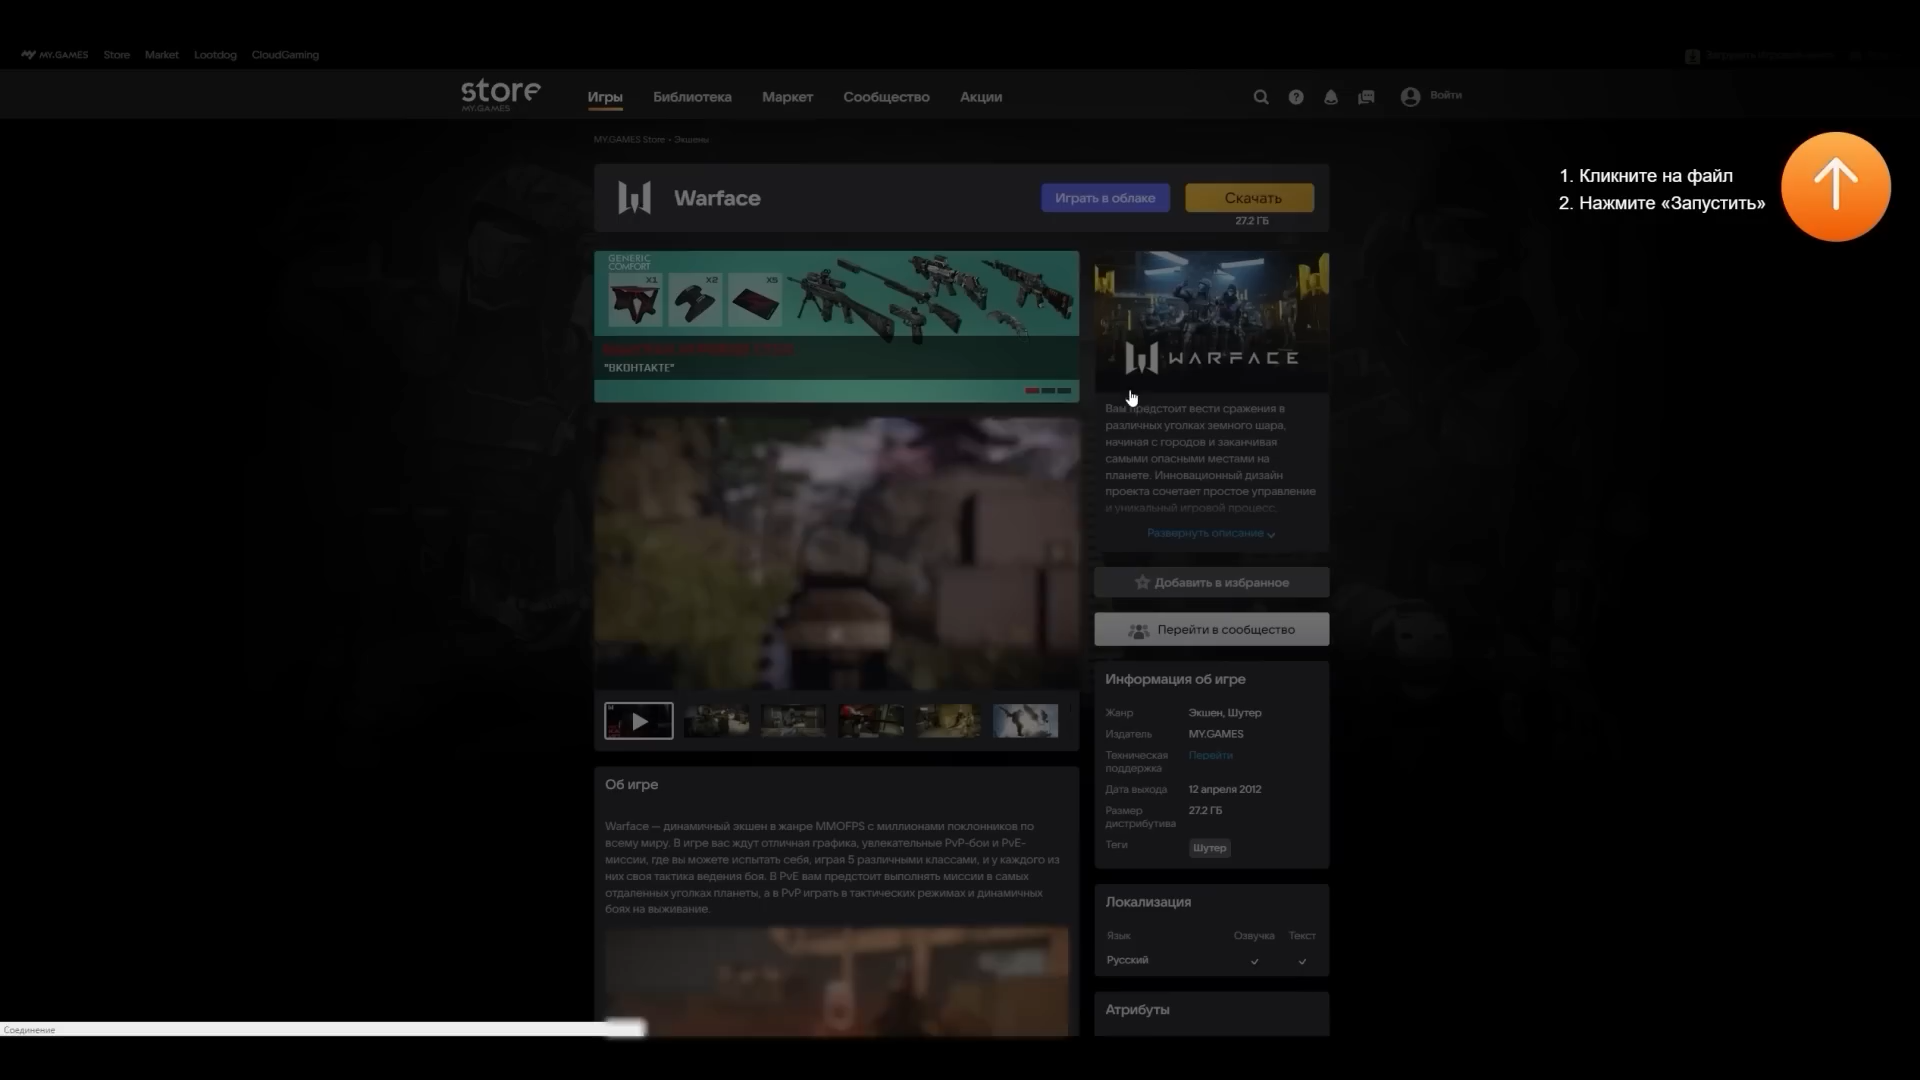 MY.GAMES Store Market Lootdog CloudGaming
store
MY.GAMES
Игры Библиотека Маркет Сообщество Акции
Войти
MY.GAMES Store • Экшены
1. Кликните на файл
2. Нажмите «Запустить»
Warface
Играть в облаке
Скачать
27.2 ГБ
GENERIC
COMFORT
X1 X2 X5
"ВКОНТАКТЕ"
WARFACE
Вам предстоит вести сражения в
различных уголках земного шара,
начиная с городов и заканчивая
самыми опасными местами на
планете. Инновационный дизайн
проекта сочетает простое управление
и уникальный игровой процесс,
Развернуть описание
Добавить в избранное
Перейти в сообщество
Информация об игре
Жанр Экшен, Шутер
Издатель MY.GAMES
Техническая поддержка Перейти
Дата выхода 12 апреля 2012
Размер дистрибутива 27.2 ГБ
Теги Шутер
Об игре
Warface — динамичный экшен в жанре MMOFPS с миллионами поклонников по
всему миру. В игре вас ждут отличная графика, увлекательные PvP-бои и PvE-
миссии, где вы можете испытать себя, играя 5 различными классами, и у каждого из
них своя тактика ведения боя. В PvE вам предстоит выполнять миссии в самых
отдаленных уголках планеты, а в PvP играть в тактических режимах и динамичных
боях на выживание.
Локализация
Язык Озвучка Текст
Русский
Атрибуты
Соединение